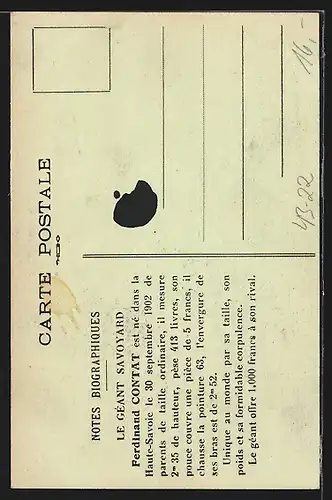 CARTE POSTALE
NOTES BIOGRAPHIQUES
LE GÉANT SAVOYARD
Ferdinand CONTAT est né dans la
Haute-Savoie le 30 septembre 1902 de
parents de taille ordinaire, il mesure
2ᵐ 35 de hauteur, pèse 413 livres, son
pouce couvre une pièce de 5 francs, il
chausse la pointure 63, l'envergure de
ses bras est de 2ᵐ 52.
Unique au monde par sa taille, son
poids et sa formidable corpulence.
Le géant offre 1.000 francs à son rival.
16,-
43-22